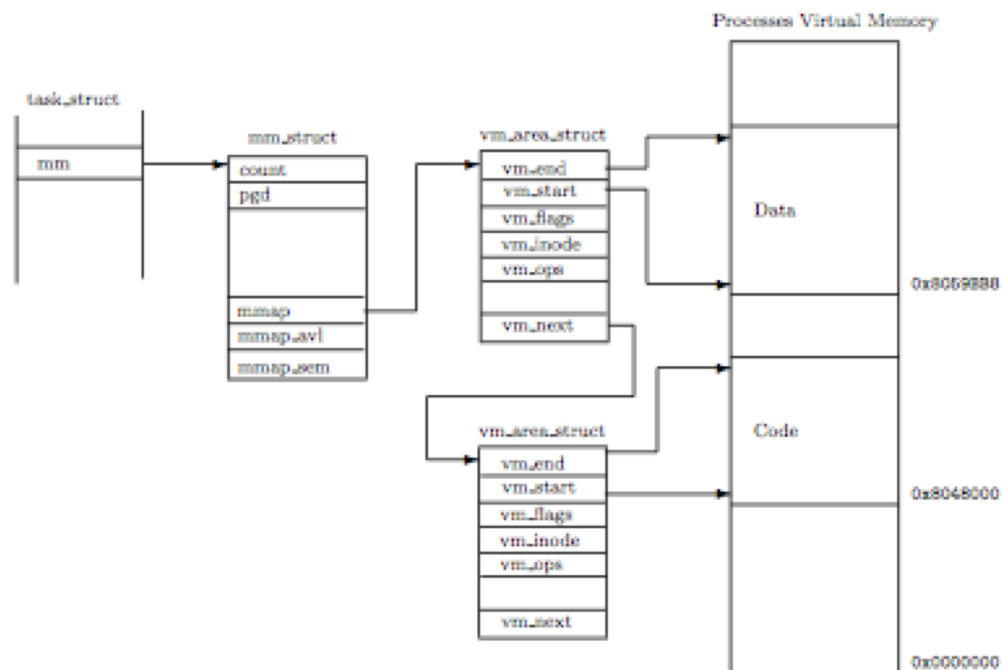 Processes Virtual Memory
task_struct
mm
mm_struct
count
pgd
mmap
mmap_avl
mmap_sem
vm_area_struct
vm_end
vm_start
vm_flags
vm_inode
vm_ops
vm_next
vm_area_struct
vm_end
vm_start
vm_flags
vm_inode
vm_ops
vm_next
Data
0x8059BB8
Code
0x8048000
0x0000000